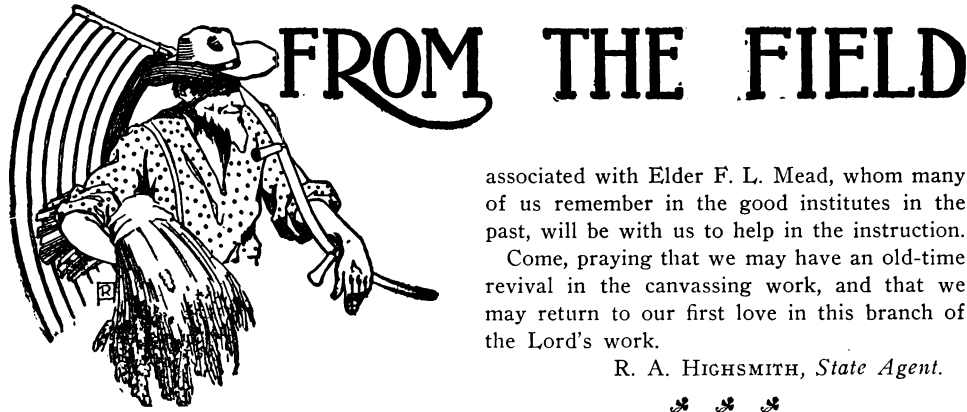 FROM THE FIELD
associated with Elder F. L. Mead, whom many
of us remember in the good institutes in the
past, will be with us to help in the instruction.
Come, praying that we may have an old-time
revival in the canvassing work, and that we
may return to our first love in this branch of
the Lord's work.
R. A. HIGHSMITH, State Agent.
R